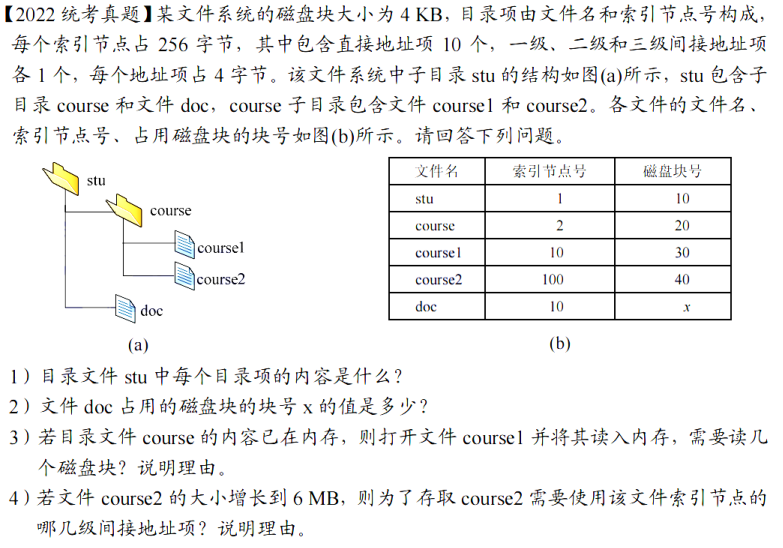 【2022 统考真题】某文件系统的磁盘块大小为 4 KB，目录项由文件名和索引节点号构成，
每个索引节点占 256 字节，其中包含直接地址项 10 个，一级、二级和三级间接地址项
各 1 个，每个地址项占 4 字节。该文件系统中子目录 stu 的结构如图(a)所示，stu 包含子
目录 course 和文件 doc，course 子目录包含文件 course1 和 course2。各文件的文件名、
索引节点号、占用磁盘块的块号如图(b)所示。请回答下列问题。
stu
course
course1
course2
doc
(a)
文件名 索引节点号 磁盘块号
stu 1 10
course 2 20
course1 10 30
course2 100 40
doc 10 x
(b)
1）目录文件 stu 中每个目录项的内容是什么？
2）文件 doc 占用的磁盘块的块号 x 的值是多少？
3）若目录文件 course 的内容已在内存，则打开文件 course1 并将其读入内存，需要读几
个磁盘块？说明理由。
4）若文件 course2 的大小增长到 6 MB，则为了存取 course2 需要使用该文件索引节点的
哪几级间接地址项？说明理由。